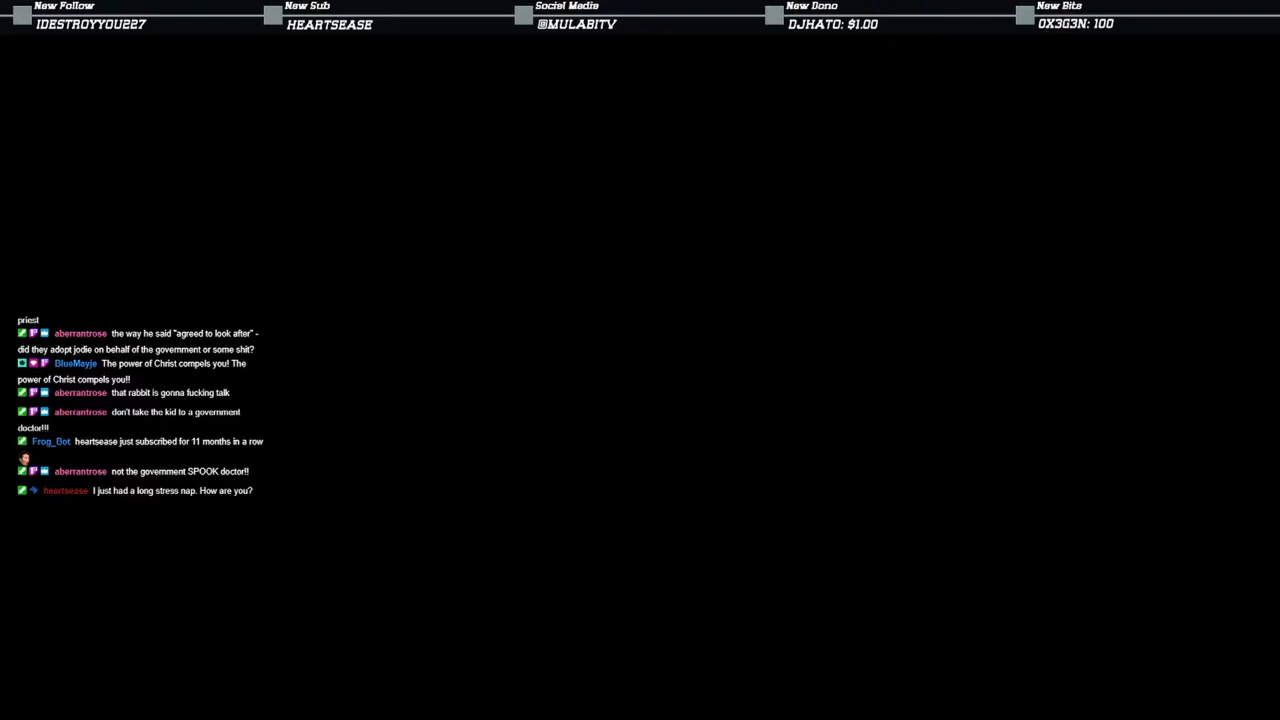 New Follow
IDESTROYYOU227
New Sub
HEARTSEASE
Social Media
@MULABITV
New Dono
DJHATO: $1.00
New Bits
0X3G3N: 100
priest
aberrantrose the way he said "agreed to look after" -
did they adopt jodie on behalf of the government or some shit?
BlueMayje The power of Christ compels you! The
power of Christ compels you!!
aberrantrose that rabbit is gonna fucking talk
aberrantrose don't take the kid to a government
doctor!!!
Frog_Bot heartsease just subscribed for 11 months in a row
aberrantrose not the government SPOOK doctor!!
heartsease I just had a long stress nap. How are you?